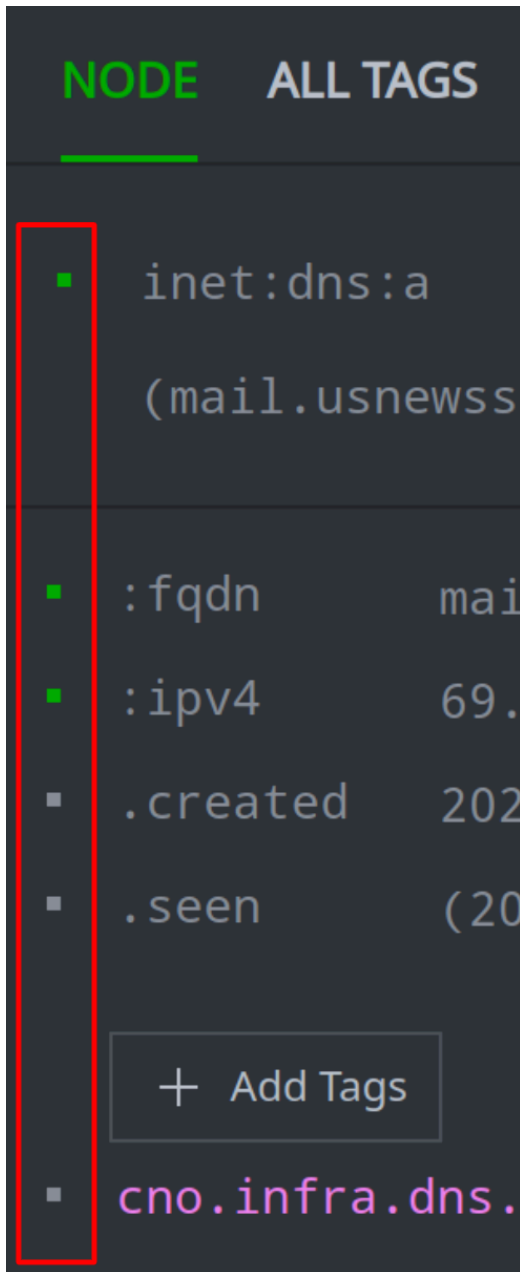 NODE ALL TAGS
inet:dns:a
(mail.usnewss
:fqdn mai
:ipv4 69.
.created 202
.seen (20
+ Add Tags
cno.infra.dns.